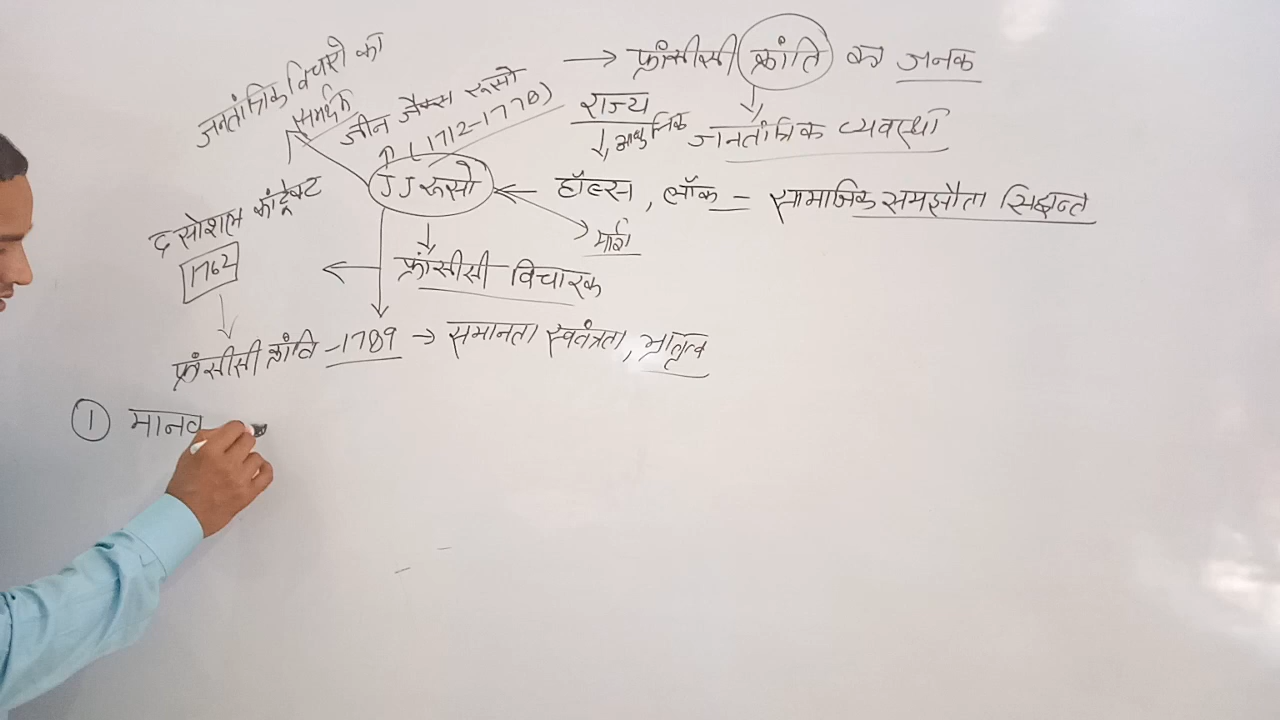 जनतांत्रिक विचारो का
समर्थक
जीन जैक्स रूसो
(1712-1778)
→ फ्रांसीसी क्रांति का जनक
राज्य
आधुनिक जनतांत्रिक व्यवस्था
J J रूसो ← हॉब्स, लॉक = सामाजिक समझौता सिद्धान्त
द सोशल कांट्रेक्ट
1762
फ्रांसीसी विचारक
फ्रांसीसी क्रांति -1789 → समानता स्वतंत्रता, भ्रातृत्व
① मानव